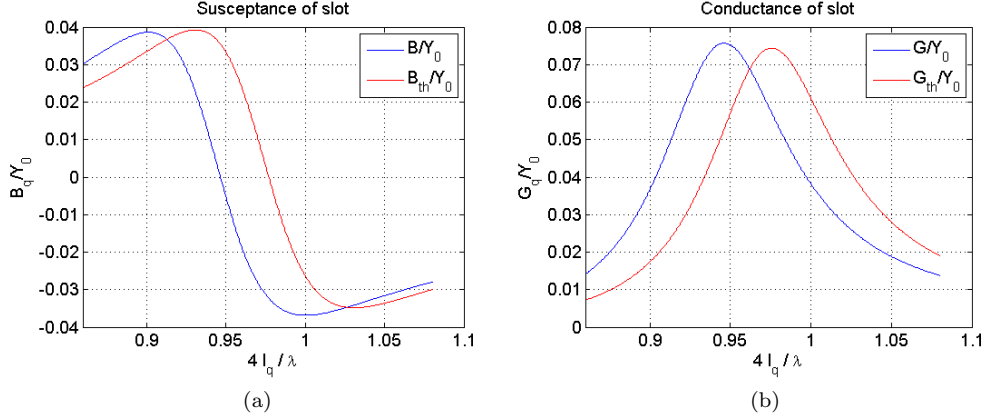 Susceptance of slot
0.04
0.03
0.02
0.01
0
-0.01
-0.02
-0.03
-0.04
B_q/Y_0
B/Y_0
B_th/Y_0
0.9 0.95 1 1.05 1.1
4 l_q / λ
(a)
Conductance of slot
0.08
0.07
0.06
0.05
0.04
0.03
0.02
0.01
0
G_q/Y_0
G/Y_0
G_th/Y_0
0.9 0.95 1 1.05 1.1
4 l_q / λ
(b)